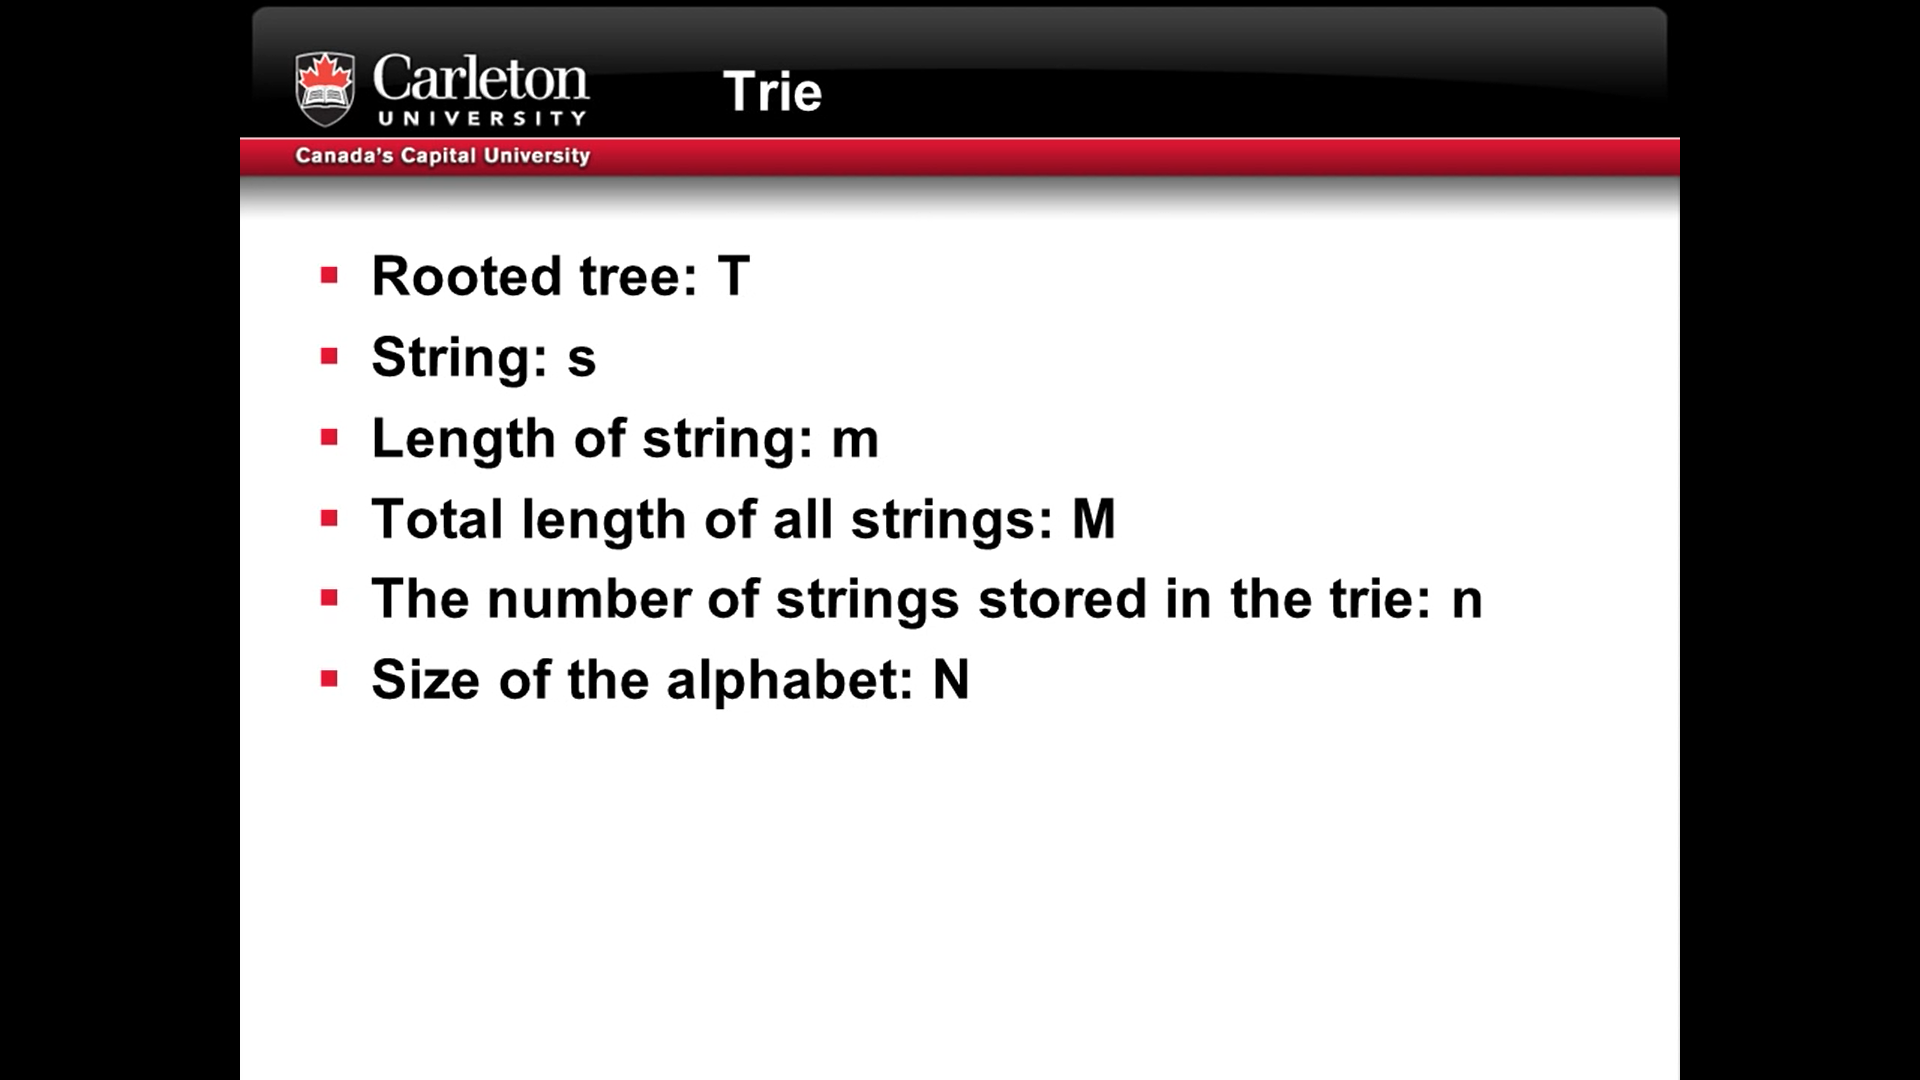 Carleton
UNIVERSITY
Canada's Capital University
Trie
Rooted tree: T
String: s
Length of string: m
Total length of all strings: M
The number of strings stored in the trie: n
Size of the alphabet: N